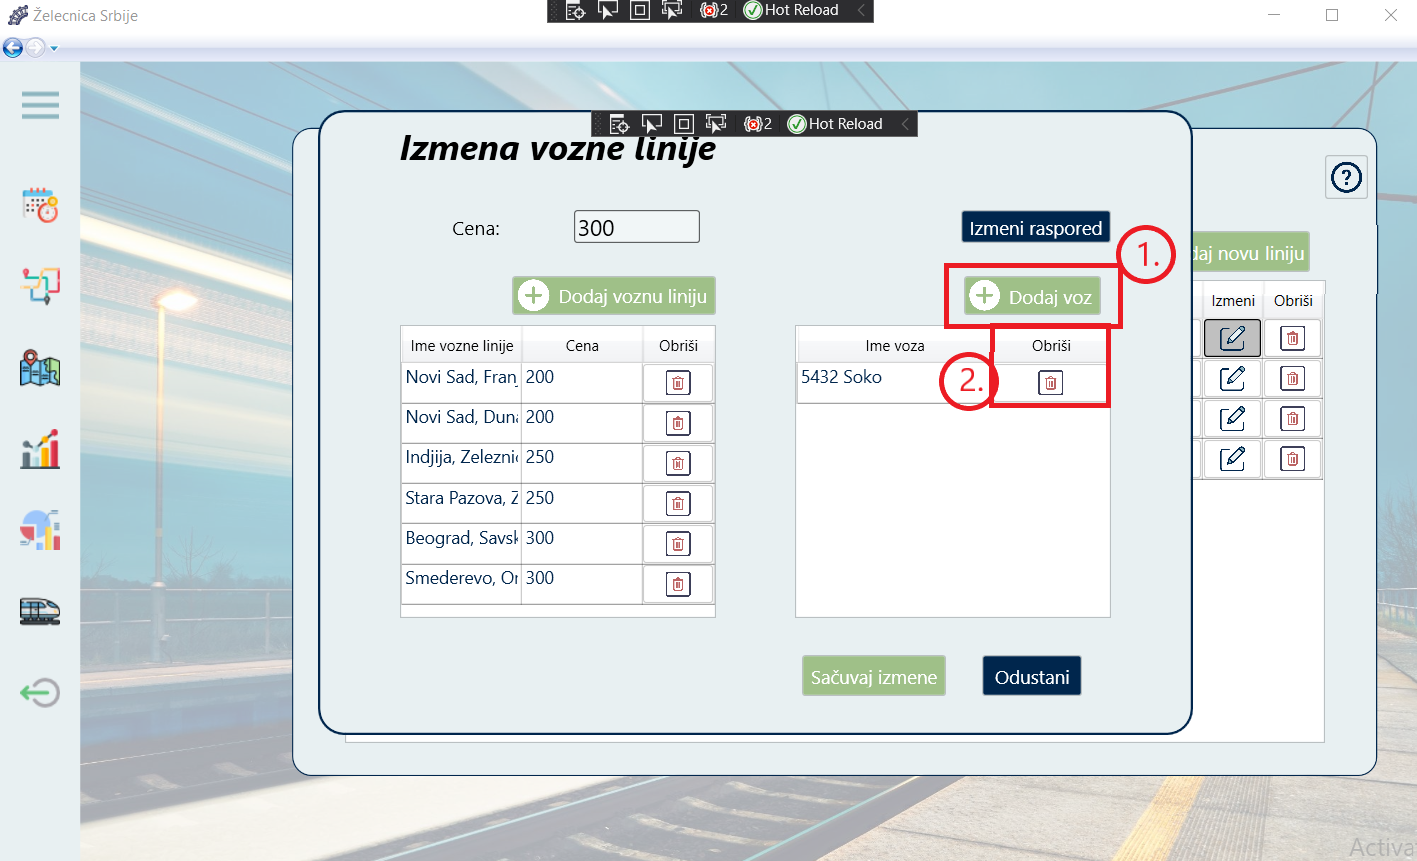 Želecnica Srbije
2 Hot Reload
2 Hot Reload
Izmena vozne linije
Cena: 300
Izmeni raspored
1.
daj novu liniju
Dodaj voznu liniju
Dodaj voz
Izmeni Obriši
Ime vozne linije Cena Obriši
Ime voza Obriši
Novi Sad, Franj 200
5432 Soko
2.
Novi Sad, Duna 200
Indjija, Zeleznic 250
Stara Pazova, Z 250
Beograd, Savsk 300
Smederevo, Or 300
Sačuvaj izmene
Odustani
Activa